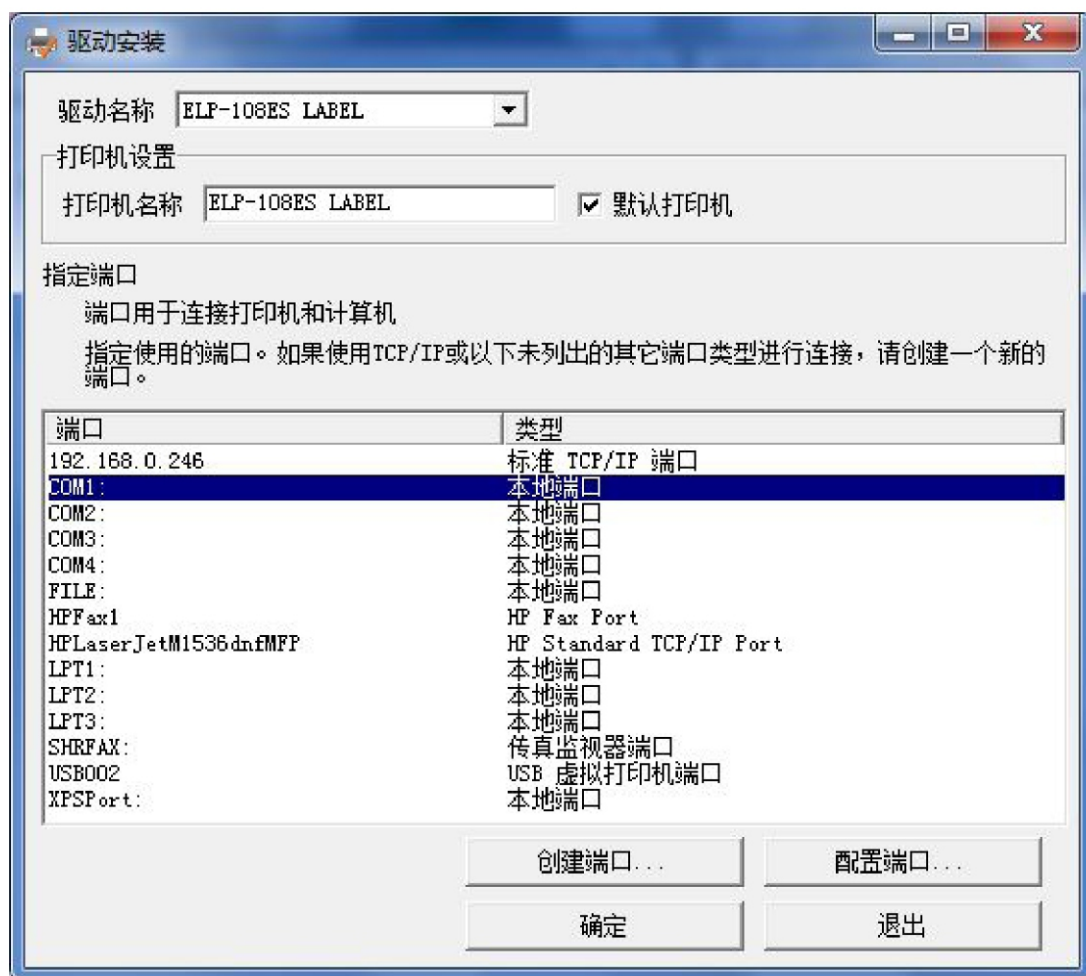 驱动安装
驱动名称 ELP-108ES LABEL
打印机设置
打印机名称 ELP-108ES LABEL 默认打印机
指定端口
端口用于连接打印机和计算机
指定使用的端口。如果使用TCP/IP或以下未列出的其它端口类型进行连接，请创建一个新的
端口。
端口 类型
192.168.0.246 标准 TCP/IP 端口
COM1: 本地端口
COM2: 本地端口
COM3: 本地端口
COM4: 本地端口
FILE: 本地端口
HPFax1 HP Fax Port
HPLaserJetM1536dnfMFP HP Standard TCP/IP Port
LPT1: 本地端口
LPT2: 本地端口
LPT3: 本地端口
SHRFAX: 传真监视器端口
USB002 USB 虚拟打印机端口
XPSPort: 本地端口
创建端口... 配置端口...
确定 退出